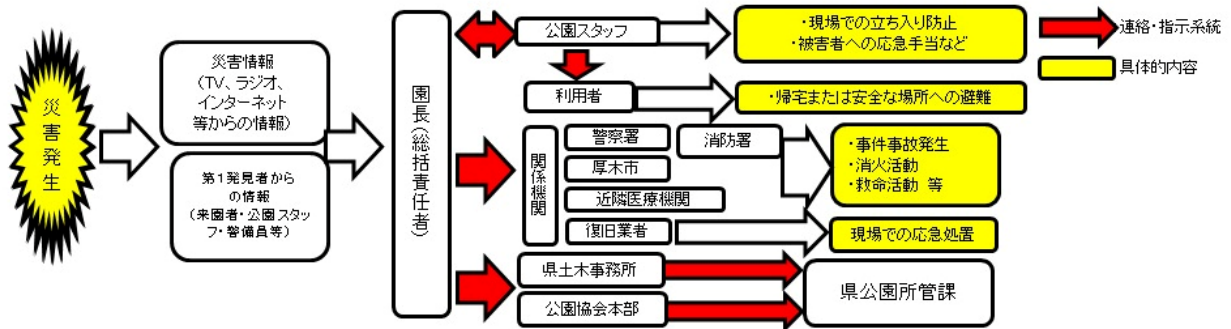 災害発生
災害情報
(TV、ラジオ、
インターネット
等からの情報)
第1発見者から
の情報
(来園者・公園スタッ
フ・警備員等)
園長(総括責任者)
公園スタッフ
・現場での立ち入り防止
・被害者への応急手当など
利用者
・帰宅または安全な場所への避難
関係機関
警察署
消防署
厚木市
近隣医療機関
復旧業者
・事件事故発生
・消火活動
・救命活動 等
現場での応急処置
県土木事務所
公園協会本部
県公園所管課
連絡・指示系統
具体的内容